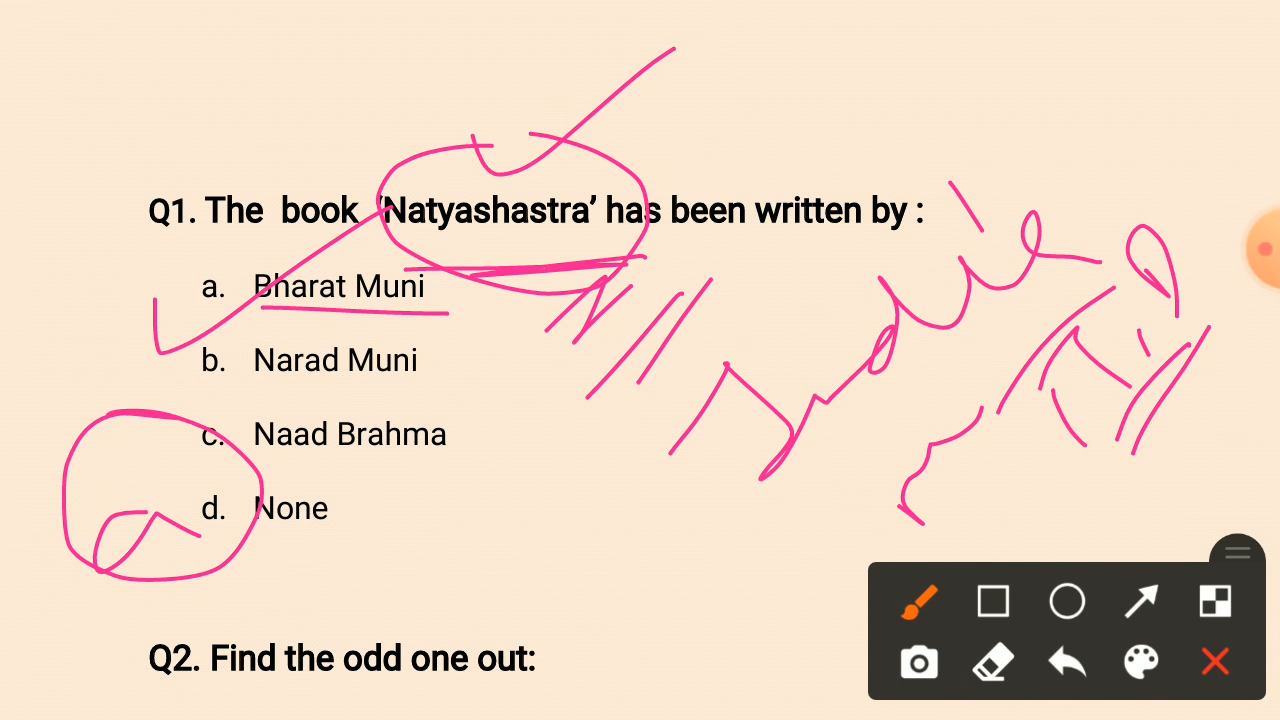 Q1. The book ‘Natyashastra’ has been written by :
a. Bharat Muni
b. Narad Muni
c. Naad Brahma
d. None
Q2. Find the odd one out: